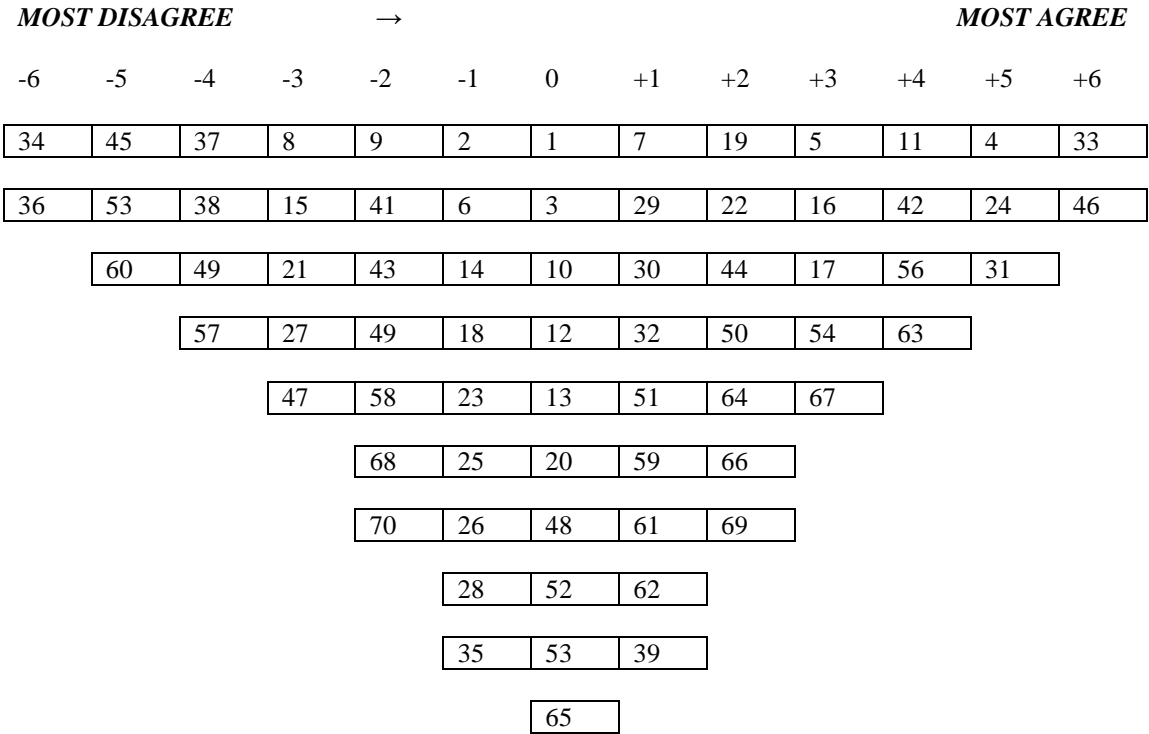 MOST DISAGREE → MOST AGREE
-6 -5 -4 -3 -2 -1 0 +1 +2 +3 +4 +5 +6
34 45 37 8 9 2 1 7 19 5 11 4 33
36 53 38 15 41 6 3 29 22 16 42 24 46
60 49 21 43 14 10 30 44 17 56 31
57 27 49 18 12 32 50 54 63
47 58 23 13 51 64 67
68 25 20 59 66
70 26 48 61 69
28 52 62
35 53 39
65